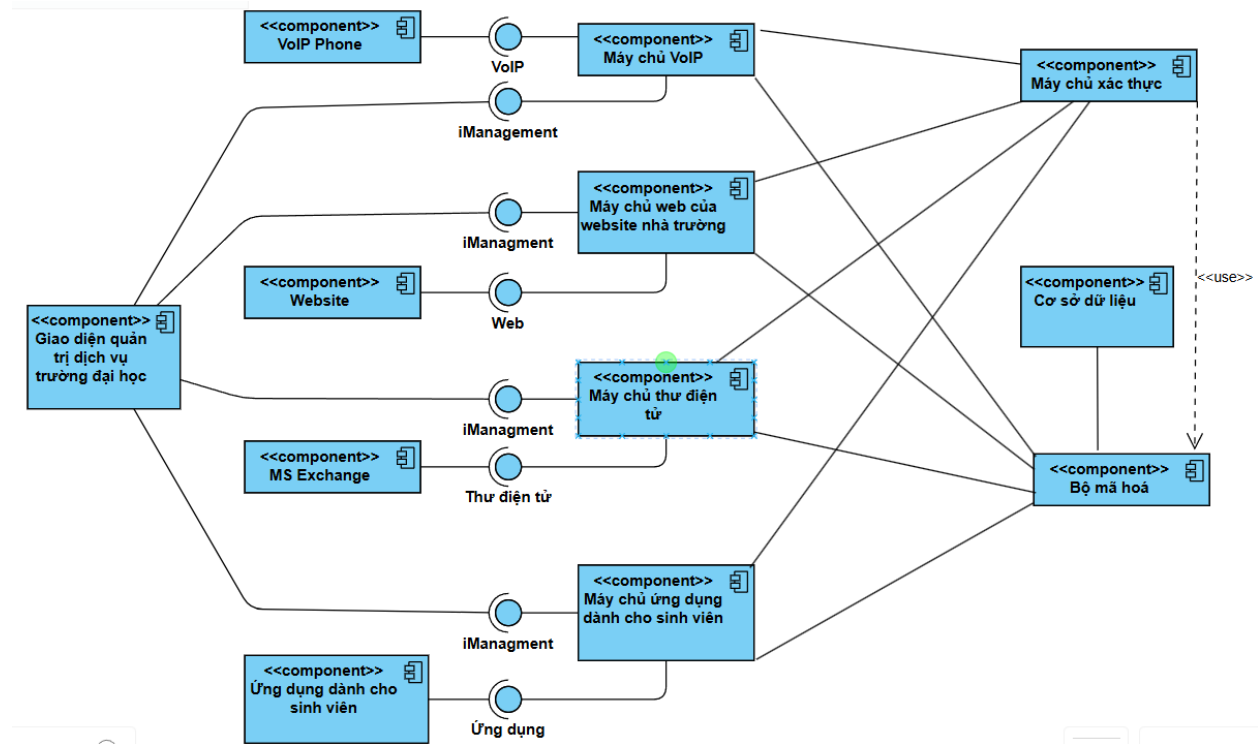 <<component>>
VoIP Phone
VoIP
<<component>>
Máy chủ VoIP
<<component>>
Máy chủ xác thực
iManagement
<<component>>
Máy chủ web của
website nhà trường
iManagment
<<component>>
Website
Web
<<component>>
Cơ sở dữ liệu
<<use>>
<<component>>
Giao diện quản
trị dịch vụ
trường đại học
<<component>>
Máy chủ thư điện
tử
iManagment
<<component>>
MS Exchange
Thư điện tử
<<component>>
Bộ mã hoá
<<component>>
Máy chủ ứng dụng
dành cho sinh viên
iManagment
<<component>>
Ứng dụng dành cho
sinh viên
Ứng dụng